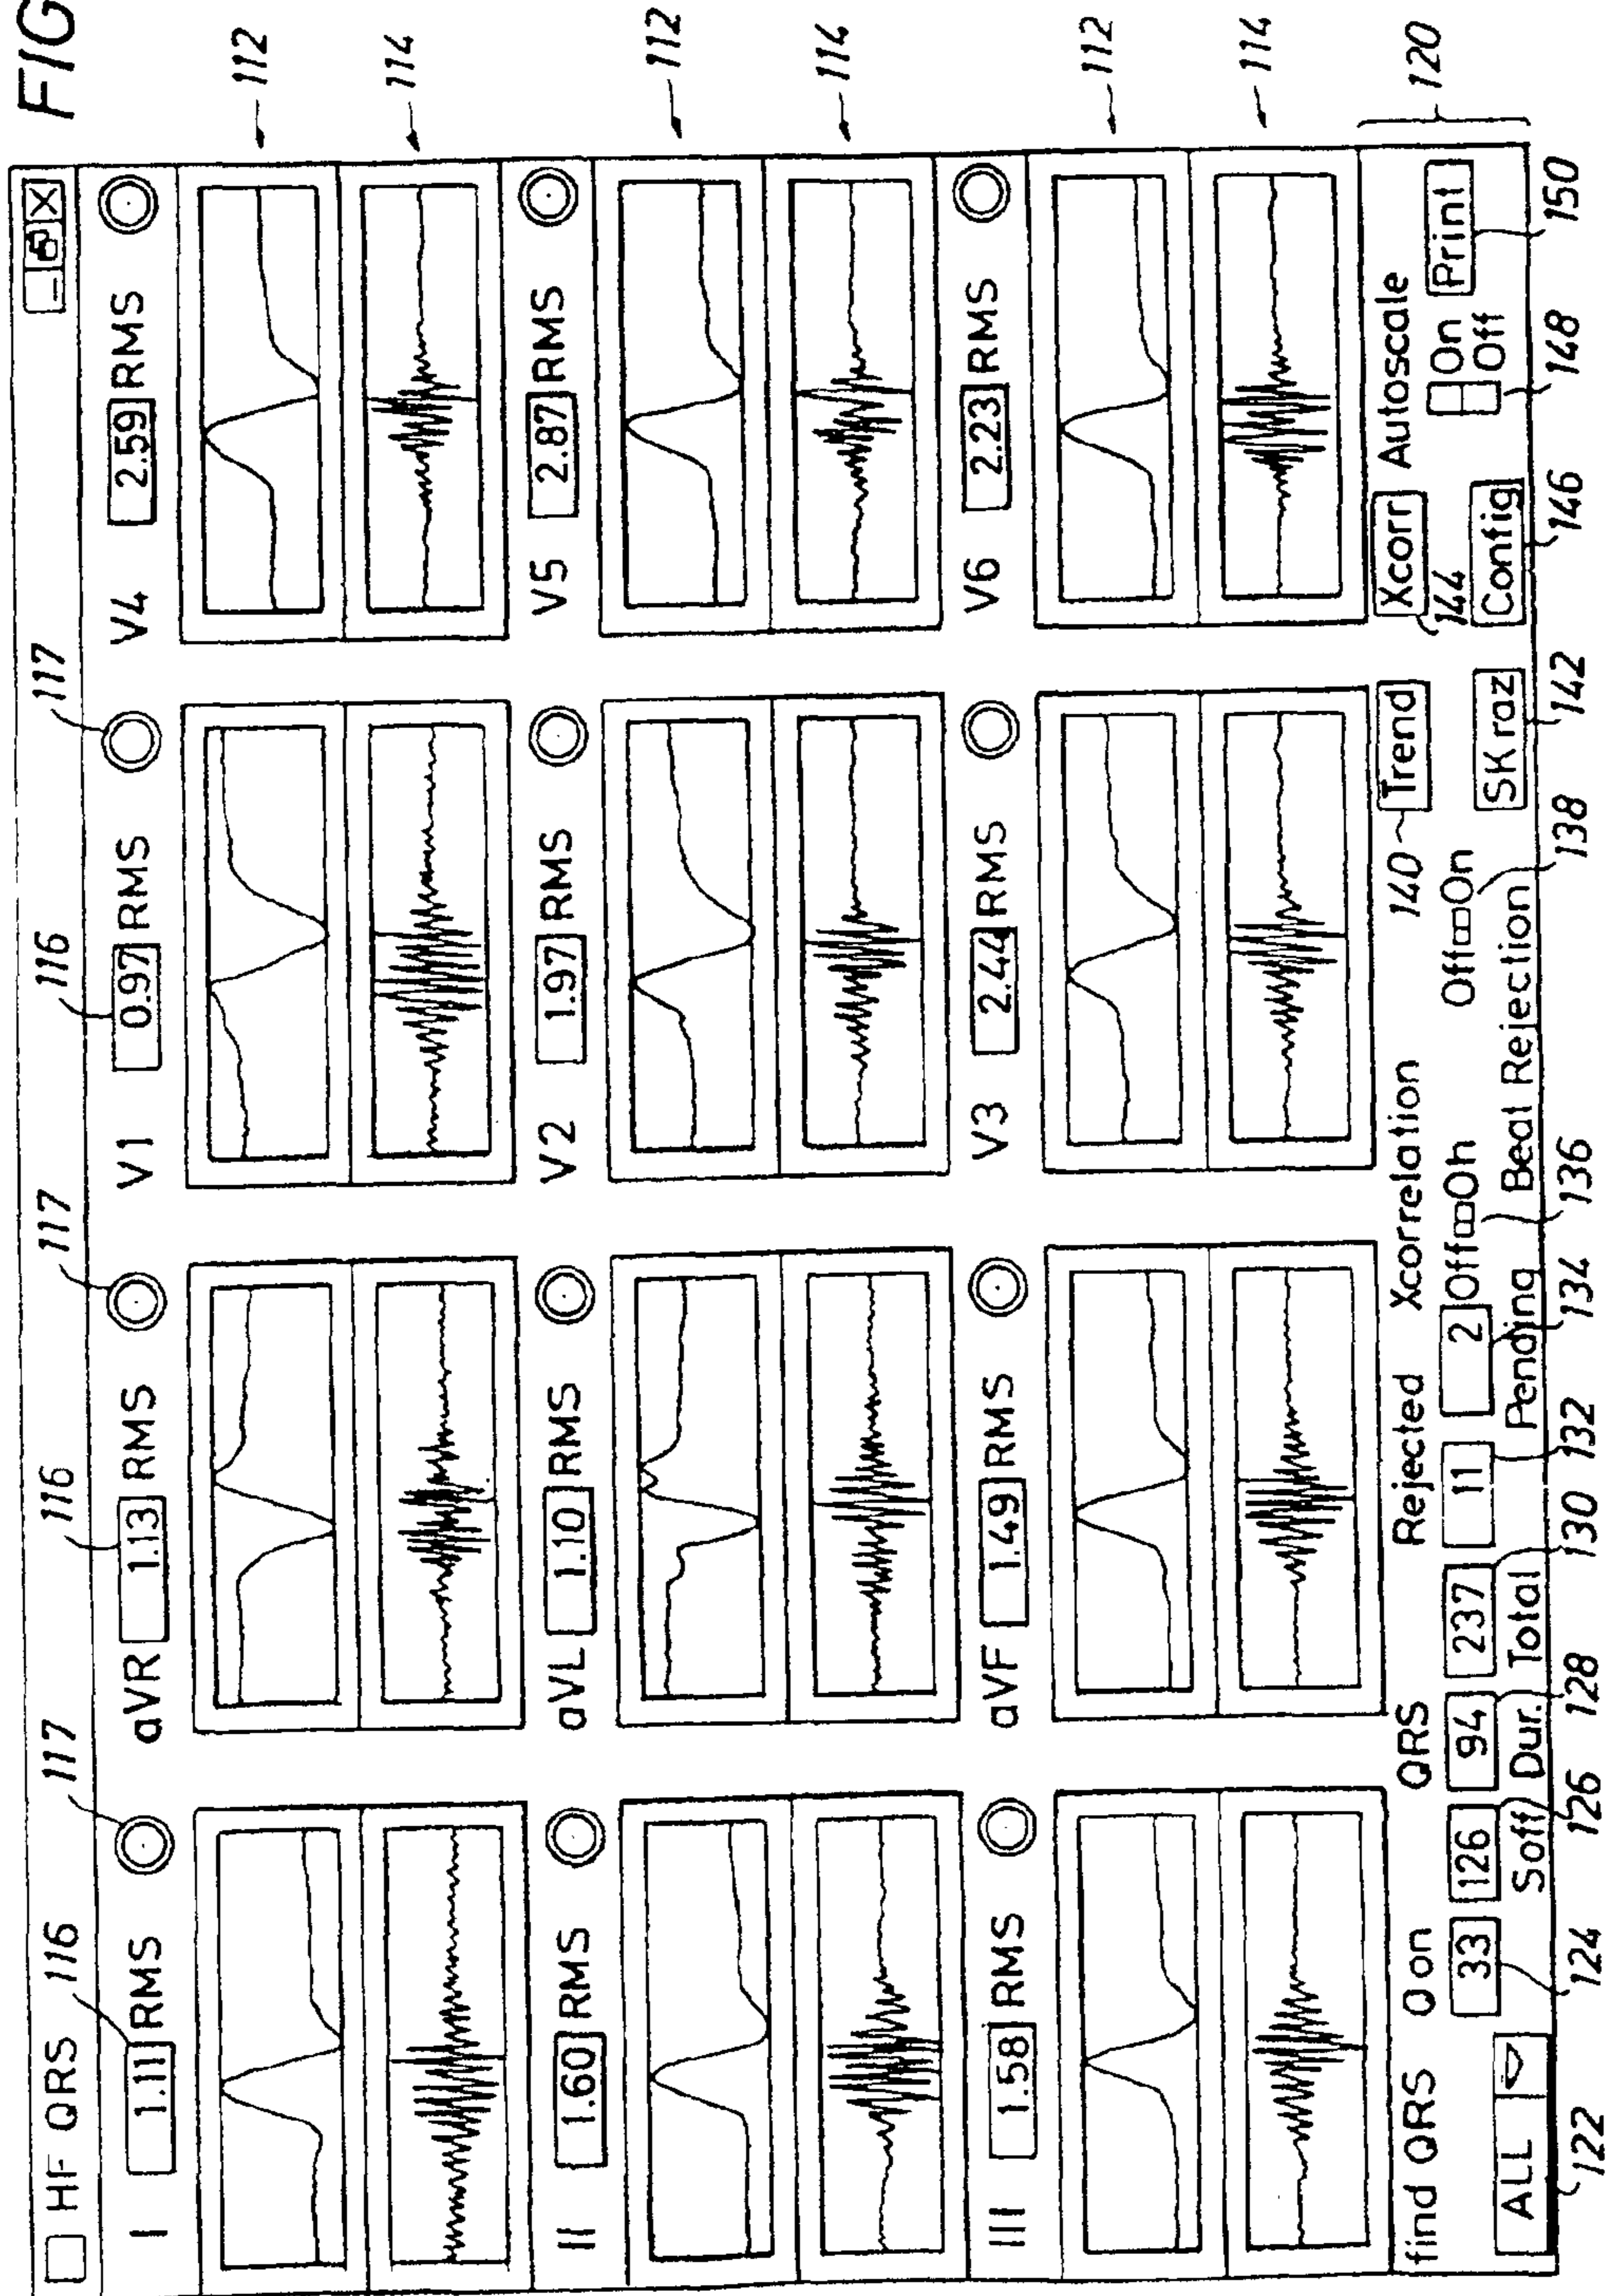 FIG
HF QRS
116 117 116 117 116 117
I 1.11 RMS aVR 1.13 RMS V1 0.97 RMS V4 2.59 RMS
112
114
II 1.60 RMS aVL 1.10 RMS V2 1.97 RMS V5 2.87 RMS
112
114
III 1.58 RMS aVF 1.49 RMS V3 2.44 RMS V6 2.23 RMS
112
114
find QRS Q on QRS Rejected Xcorrelation 140 Trend Xcorr Autoscale
120
144
ALL 33 126 94 237 11 2 Off Oh Off On SK raz Config On Off Print
Soff Dur. Total Pending Beal Rejection
122 124 126 128 130 132 134 136 138 142 146 148 150